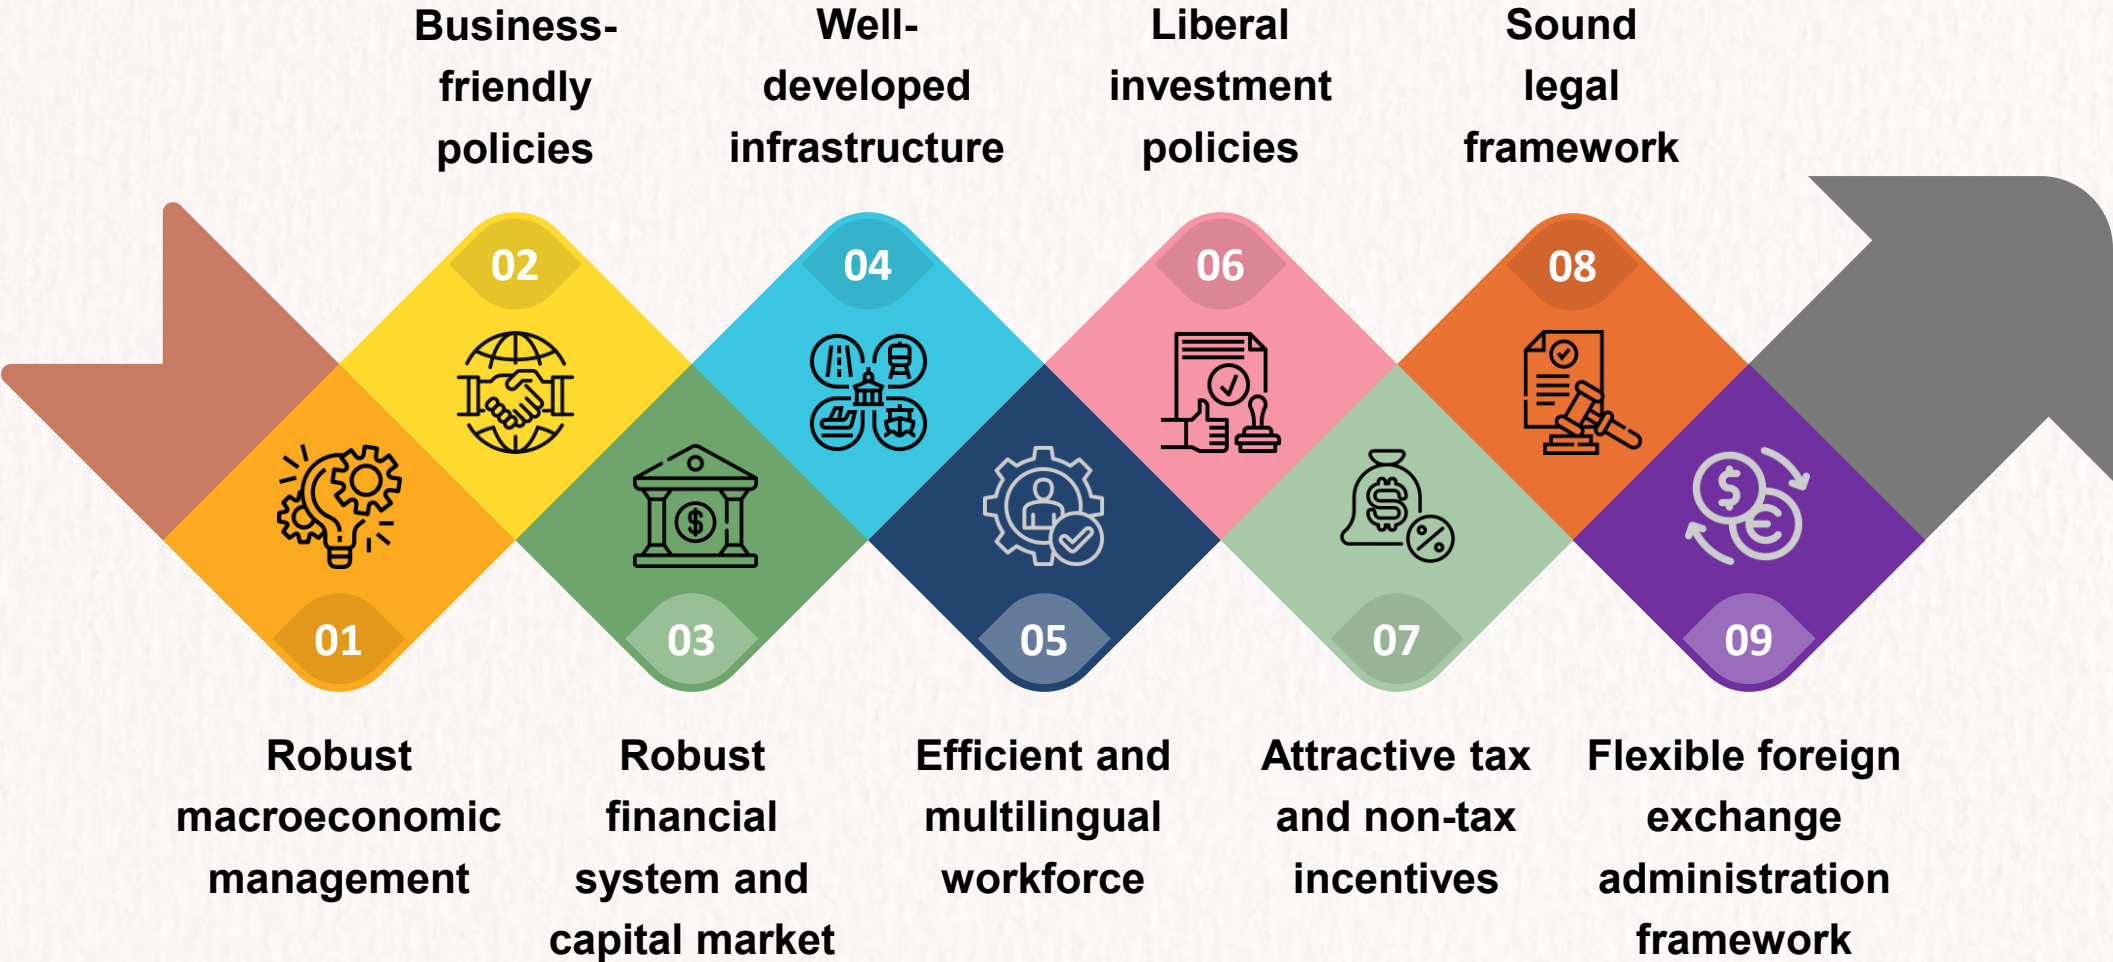 Business-
friendly
policies
Well-
developed
infrastructure
Liberal
investment
policies
Sound
legal
framework
02
04
06
08
$
$
$
€
%
01
03
05
07
09
Robust
macroeconomic
management
Robust
financial
system and
capital market
Efficient and
multilingual
workforce
Attractive tax
and non-tax
incentives
Flexible foreign
exchange
administration
framework